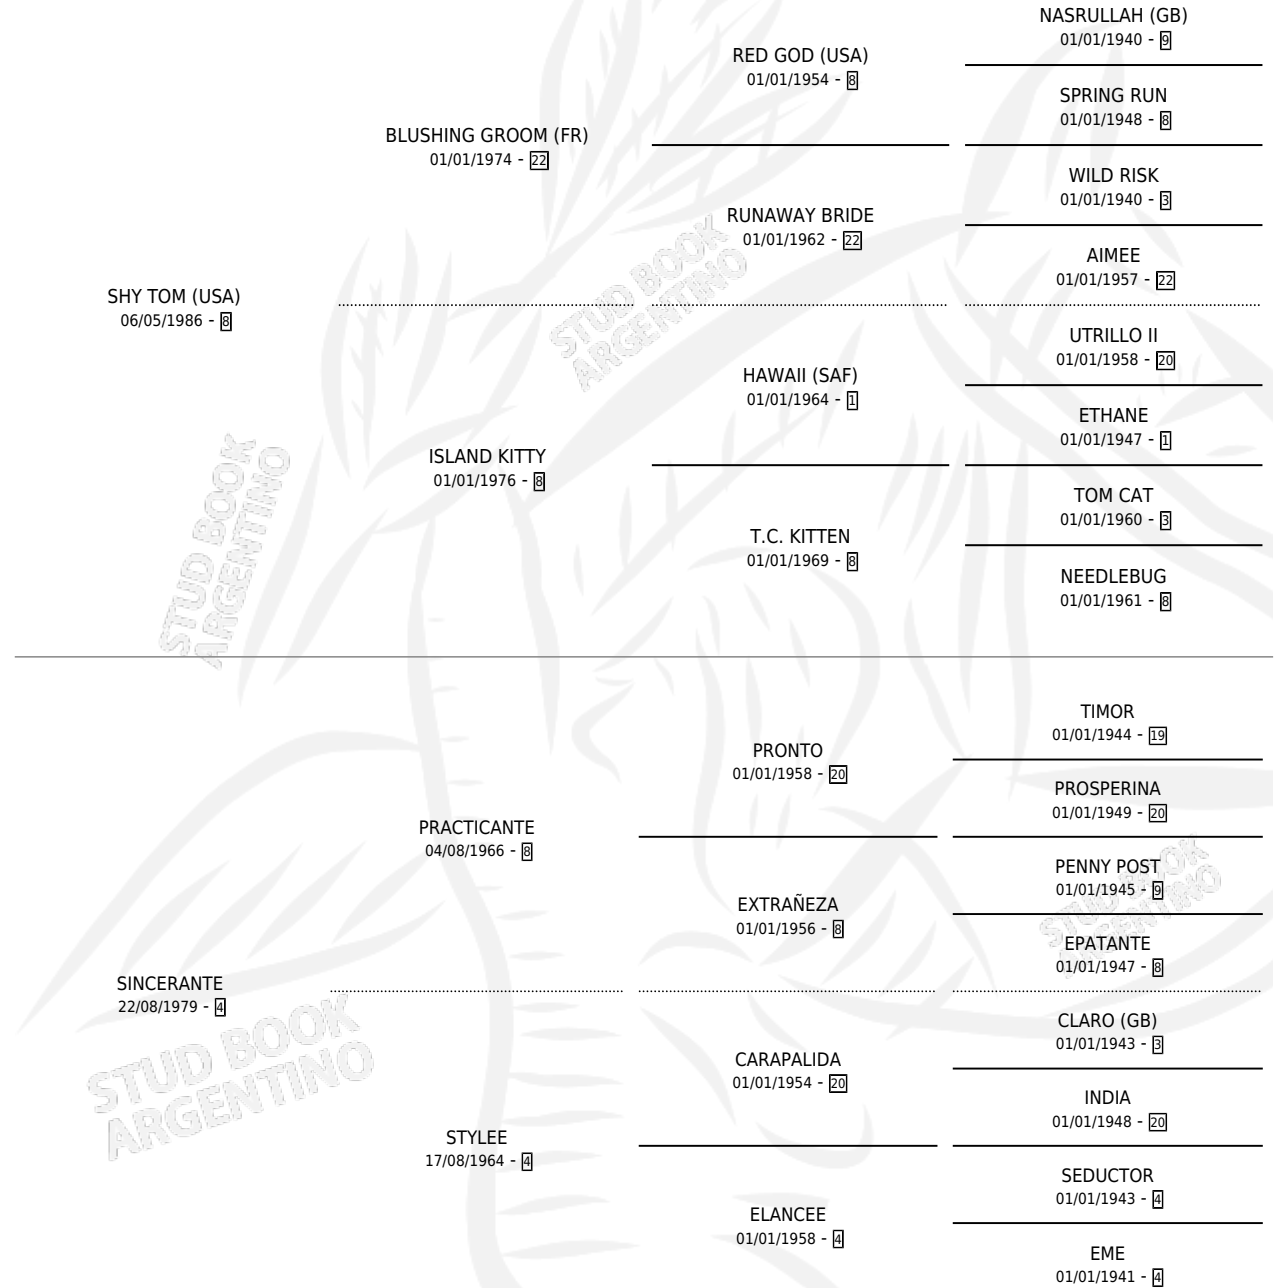 NASRULLAH (GB)
01/01/1940 - 9
RED GOD (USA)
01/01/1954 - 8
SPRING RUN
01/01/1948 - 8
BLUSHING GROOM (FR)
01/01/1974 - 22
WILD RISK
01/01/1940 - 3
RUNAWAY BRIDE
01/01/1962 - 22
AIMEE
01/01/1957 - 22
SHY TOM (USA)
06/05/1986 - 8
UTRILLO II
01/01/1958 - 20
HAWAII (SAF)
01/01/1964 - 1
ETHANE
01/01/1947 - 1
ISLAND KITTY
01/01/1976 - 8
TOM CAT
01/01/1960 - 3
T.C. KITTEN
01/01/1969 - 8
NEEDLEBUG
01/01/1961 - 8
STUD BOOK
ARGENTINO
STUD BOOK
ARGENTINO
TIMOR
01/01/1944 - 19
PRONTO
01/01/1958 - 20
PROSPERINA
01/01/1949 - 20
PRACTICANTE
04/08/1966 - 8
PENNY POST
01/01/1945 - 9
EXTRAÑEZA
01/01/1956 - 8
EPATANTE
01/01/1947 - 8
STUD BOOK
ARGENTINO
SINCERANTE
22/08/1979 - 4
CLARO (GB)
01/01/1943 - 3
CARAPALIDA
01/01/1954 - 20
INDIA
01/01/1948 - 20
STUD BOOK
ARGENTINO
STYLEE
17/08/1964 - 4
SEDUCTOR
01/01/1943 - 4
ELANCEE
01/01/1958 - 4
EME
01/01/1941 - 4